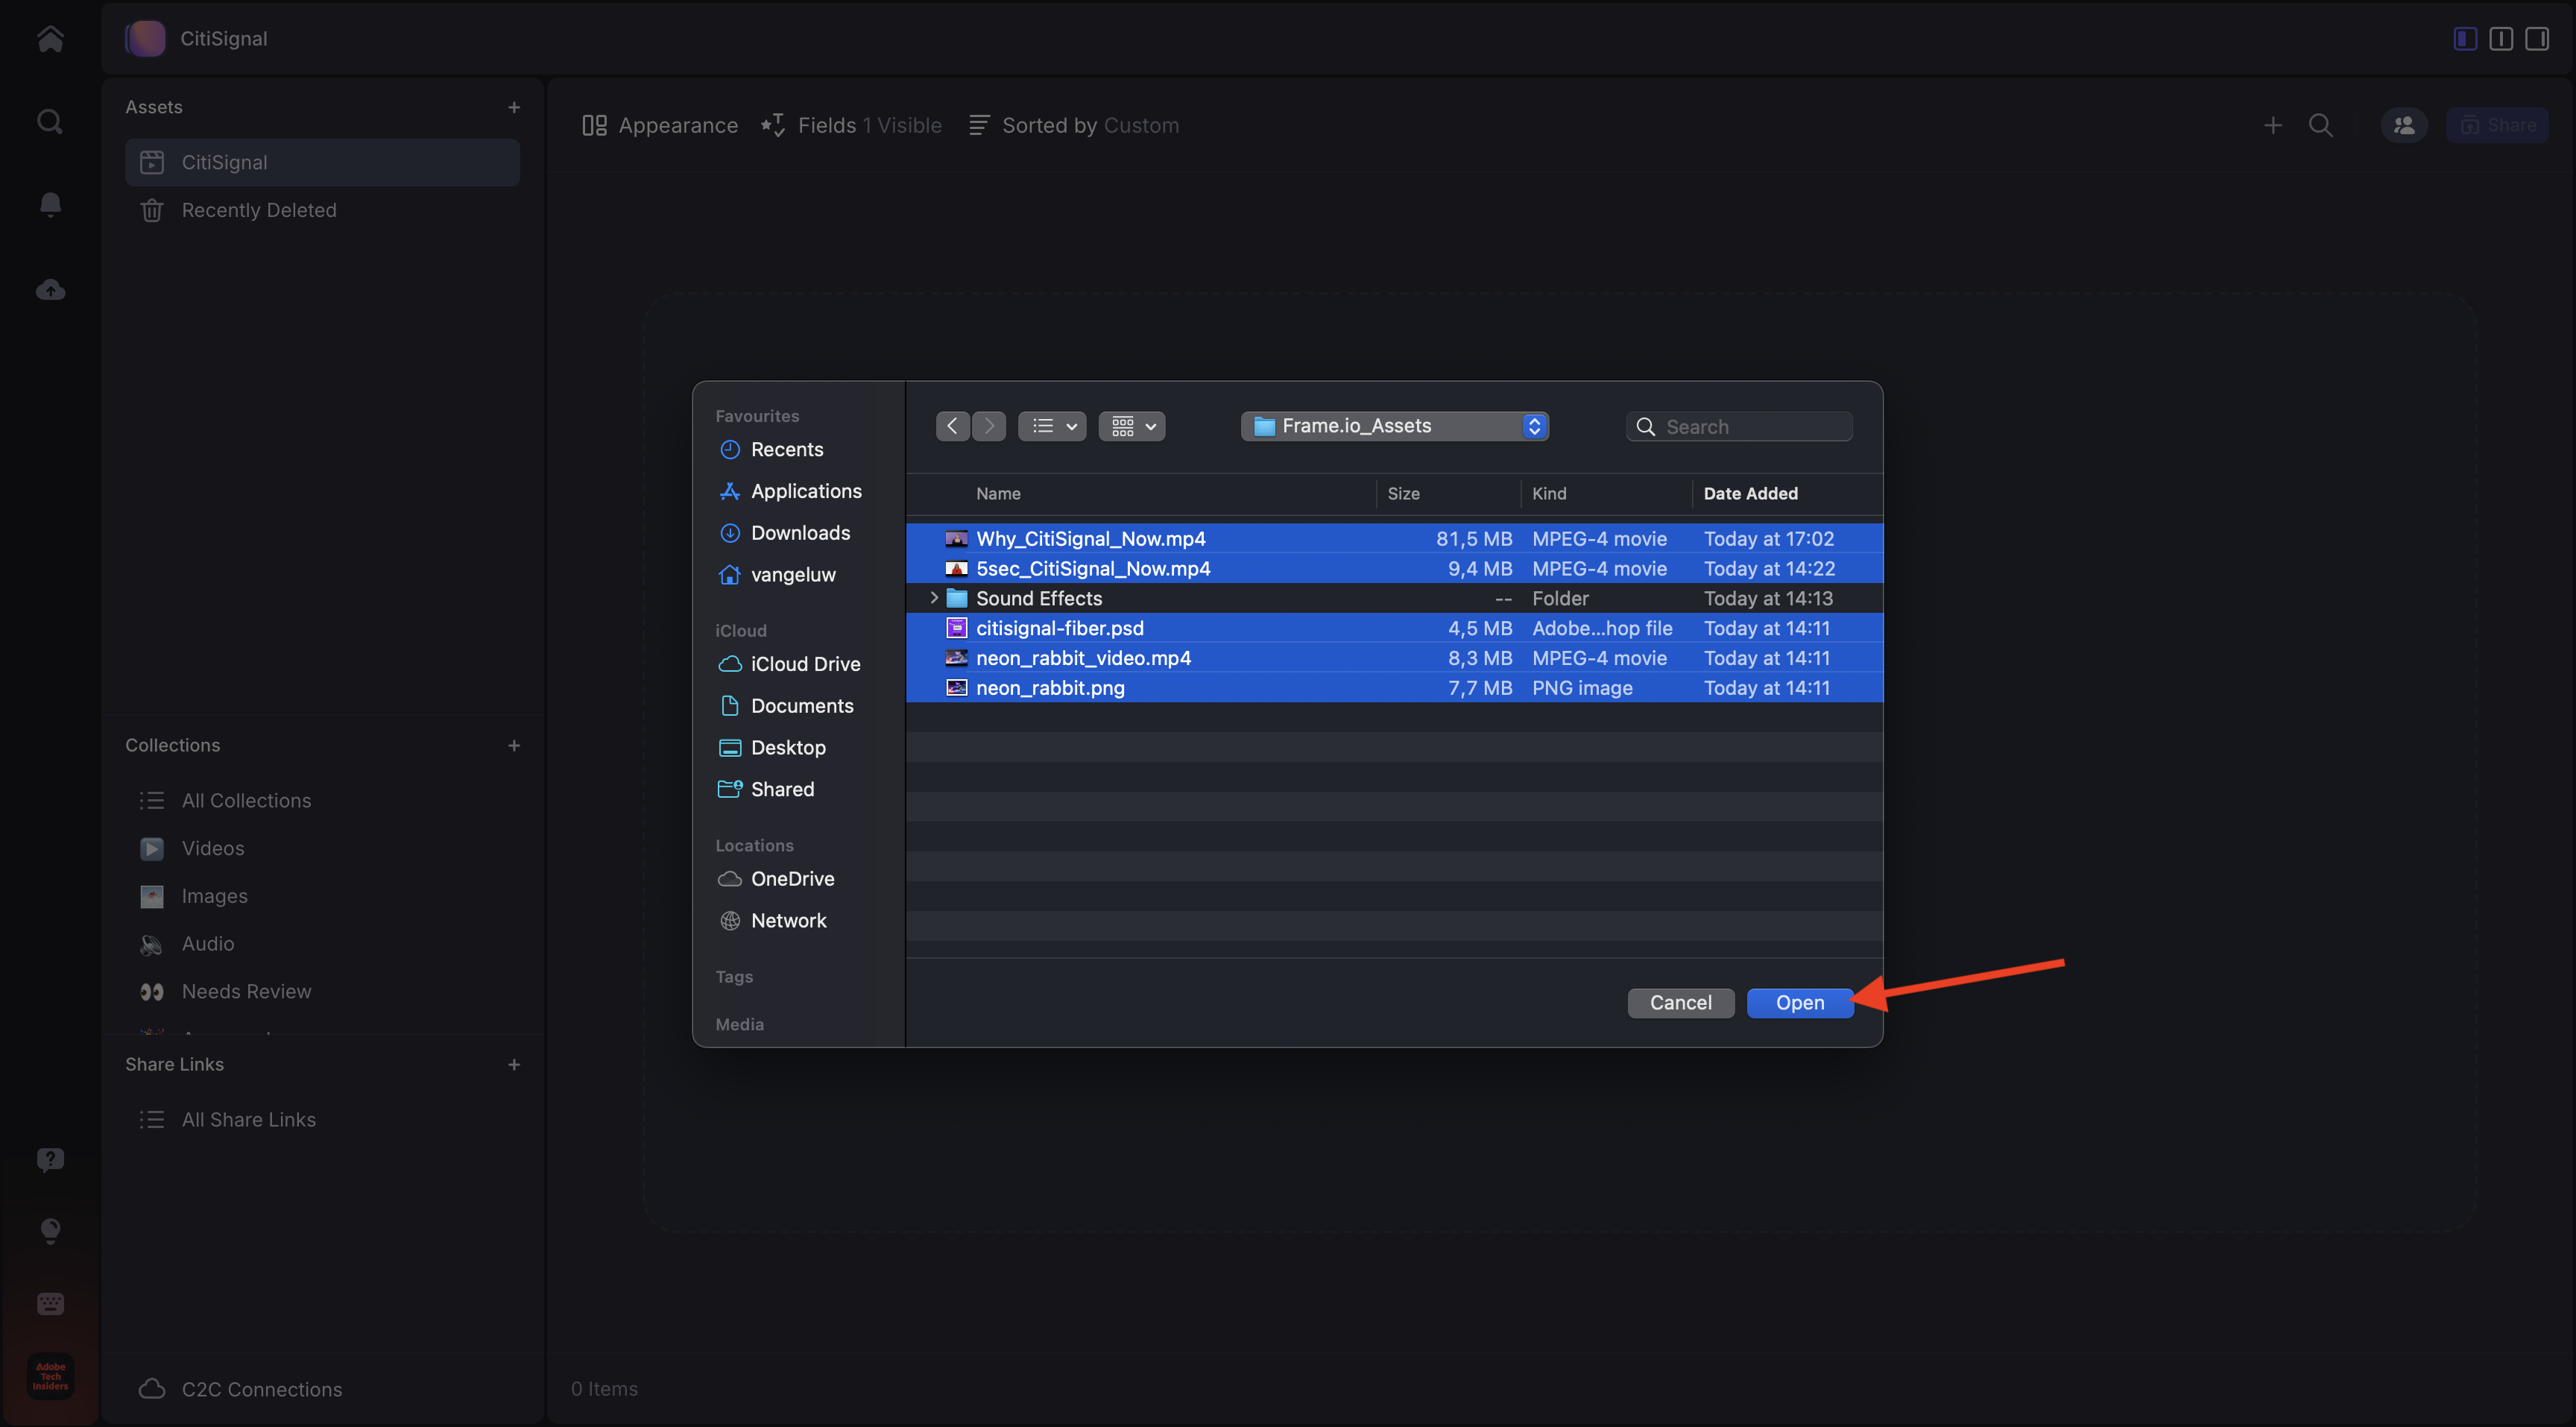 CitiSignal
Assets
+
CitiSignal
Recently Deleted
Appearance Fields 1 Visible Sorted by Custom
Share
Favourites
Recents
Applications
Downloads
vangeluw
iCloud
iCloud Drive
Documents
Desktop
Shared
Locations
OneDrive
Network
Tags
Media
Frame.io_Assets
Search
Name Size Kind Date Added
Why_CitiSignal_Now.mp4 81,5 MB MPEG-4 movie Today at 17:02
5sec_CitiSignal_Now.mp4 9,4 MB MPEG-4 movie Today at 14:22
Sound Effects -- Folder Today at 14:13
citisignal-fiber.psd 4,5 MB Adobe...hop file Today at 14:11
neon_rabbit_video.mp4 8,3 MB MPEG-4 movie Today at 14:11
neon_rabbit.png 7,7 MB PNG image Today at 14:11
Cancel Open
Collections
+
All Collections
Videos
Images
Audio
Needs Review
Share Links
+
All Share Links
Adobe
Tech
Insiders
C2C Connections
0 Items